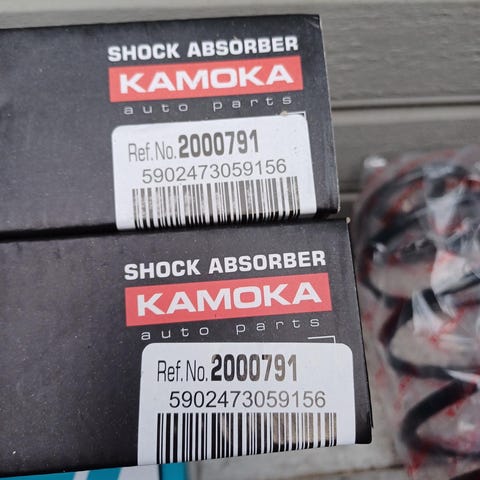 SHOCK ABSORBER
KAMOKA
auto parts
Ref.No.2000791
5902473059156
SHOCK ABSORBER
KAMOKA
auto parts
Ref.No.2000791
5902473059156